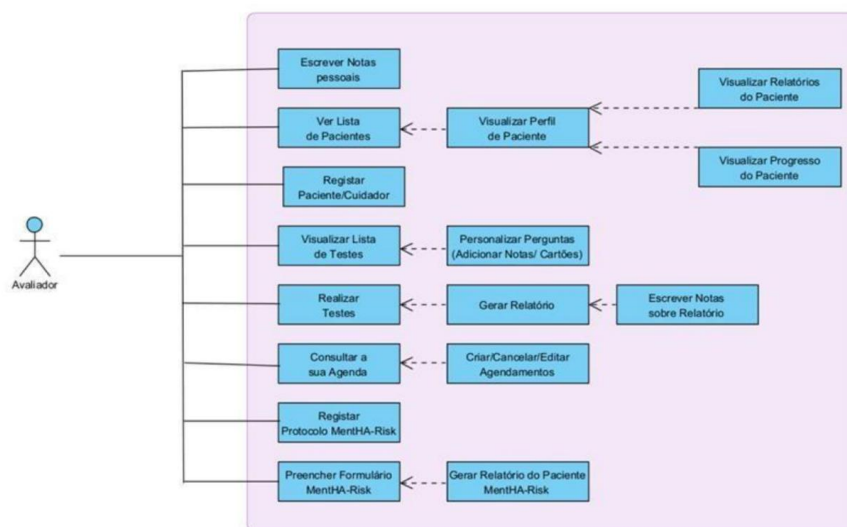 Escrever Notas
pessoais
Visualizar Relatórios
do Paciente
Ver Lista
de Pacientes
Visualizar Perfil
de Paciente
Visualizar Progresso
do Paciente
Registar
Paciente/Cuidador
Visualizar Lista
de Testes
Personalizar Perguntas
(Adicionar Notas/ Cartões)
Avaliador
Realizar
Testes
Gerar Relatório
Escrever Notas
sobre Relatório
Consultar a
sua Agenda
Criar/Cancelar/Editar
Agendamentos
Registar
Protocolo MentHA-Risk
Preencher Formulário
MentHA-Risk
Gerar Relatório do Paciente
MentHA-Risk